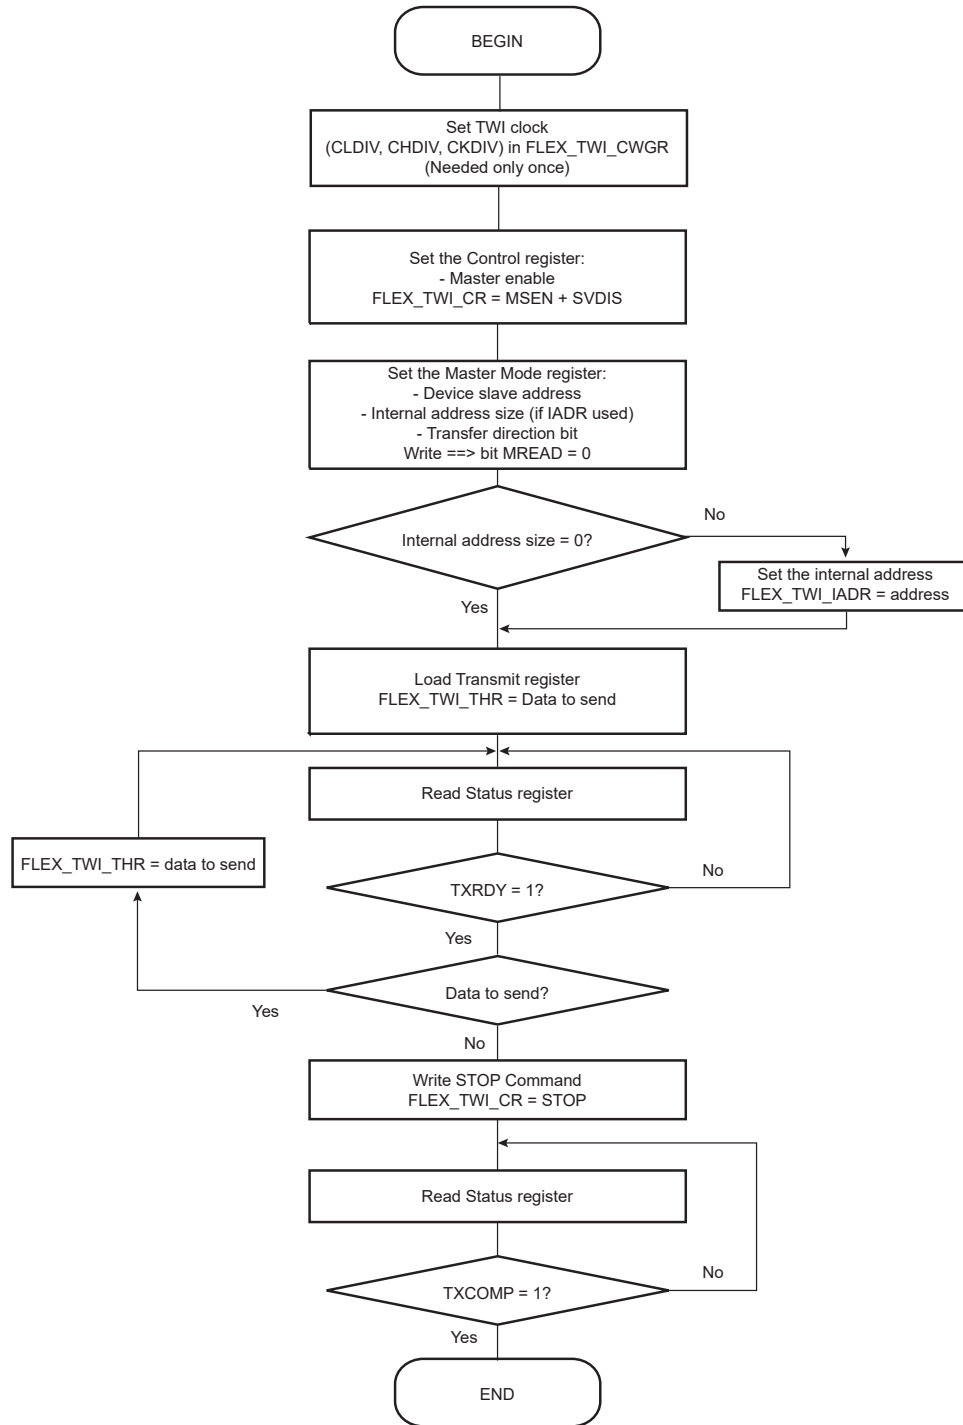 BEGIN
Set TWI clock
(CLDIV, CHDIV, CKDIV) in FLEX_TWI_CWGR
(Needed only once)
Set the Control register:
- Master enable
FLEX_TWI_CR = MSEN + SVDIS
Set the Master Mode register:
- Device slave address
- Internal address size (if IADR used)
- Transfer direction bit
Write ==> bit MREAD = 0
Internal address size = 0?
No
Set the internal address
FLEX_TWI_IADR = address
Yes
Load Transmit register
FLEX_TWI_THR = Data to send
Read Status register
FLEX_TWI_THR = data to send
TXRDY = 1?
No
Yes
Data to send?
Yes
No
Write STOP Command
FLEX_TWI_CR = STOP
Read Status register
TXCOMP = 1?
No
Yes
END